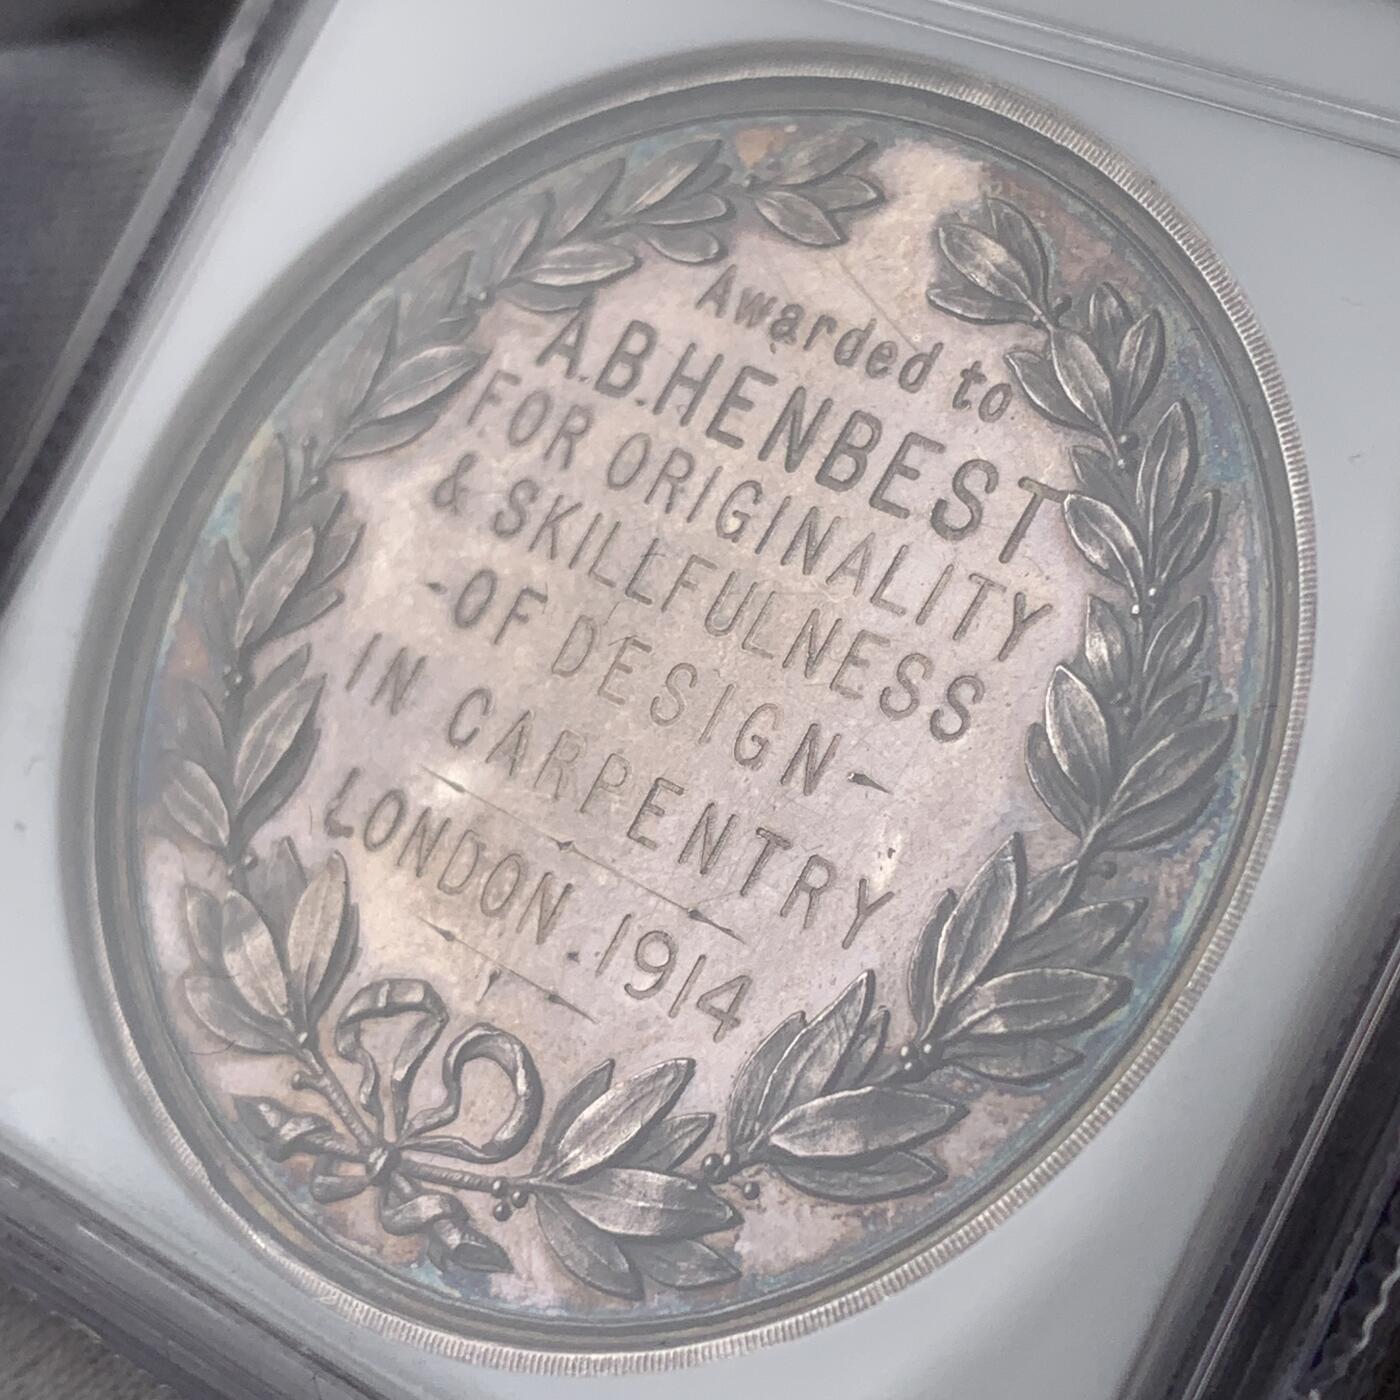 Awarded to
A.B.HENBEST
FOR ORIGINALITY
& SKILLFULNESS
-OF DESIGN-
IN CARPENTRY
LONDON.1914